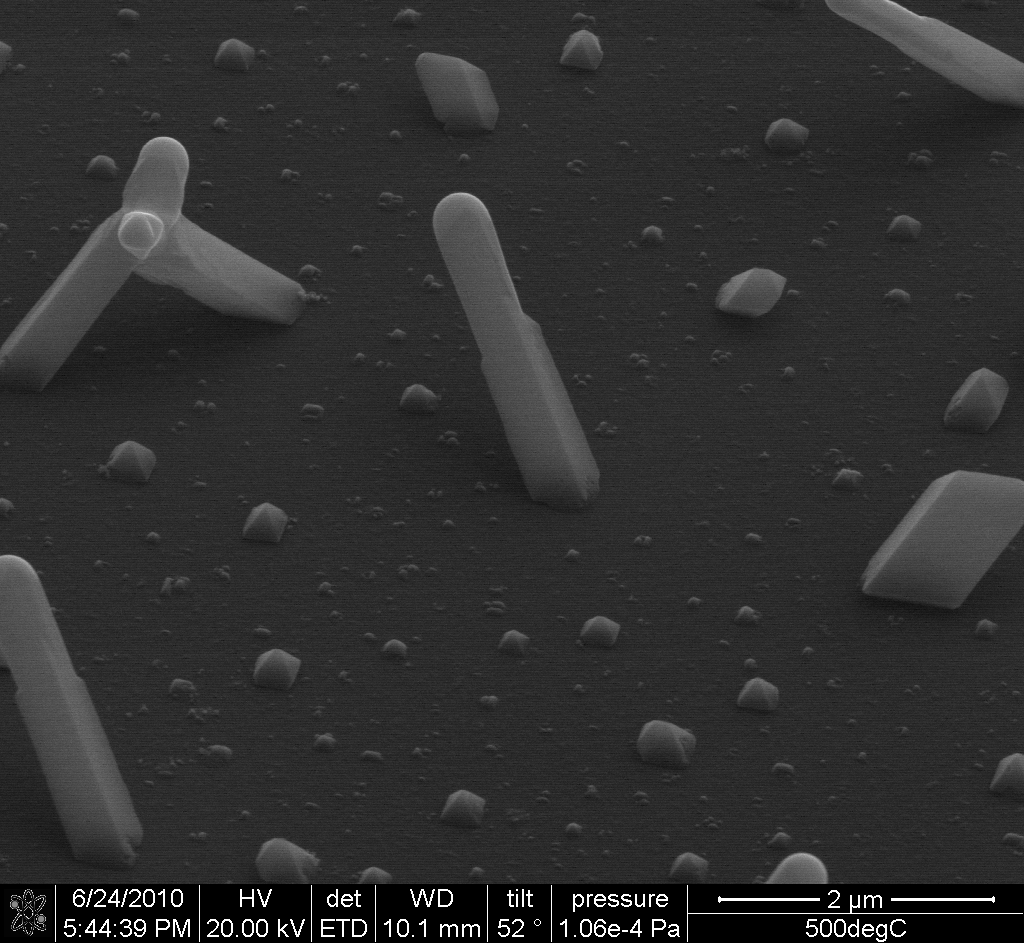 6/24/2010 HV det WD tilt pressure 2 µm
5:44:39 PM 20.00 kV ETD 10.1 mm 52 ° 1.06e-4 Pa 500degC